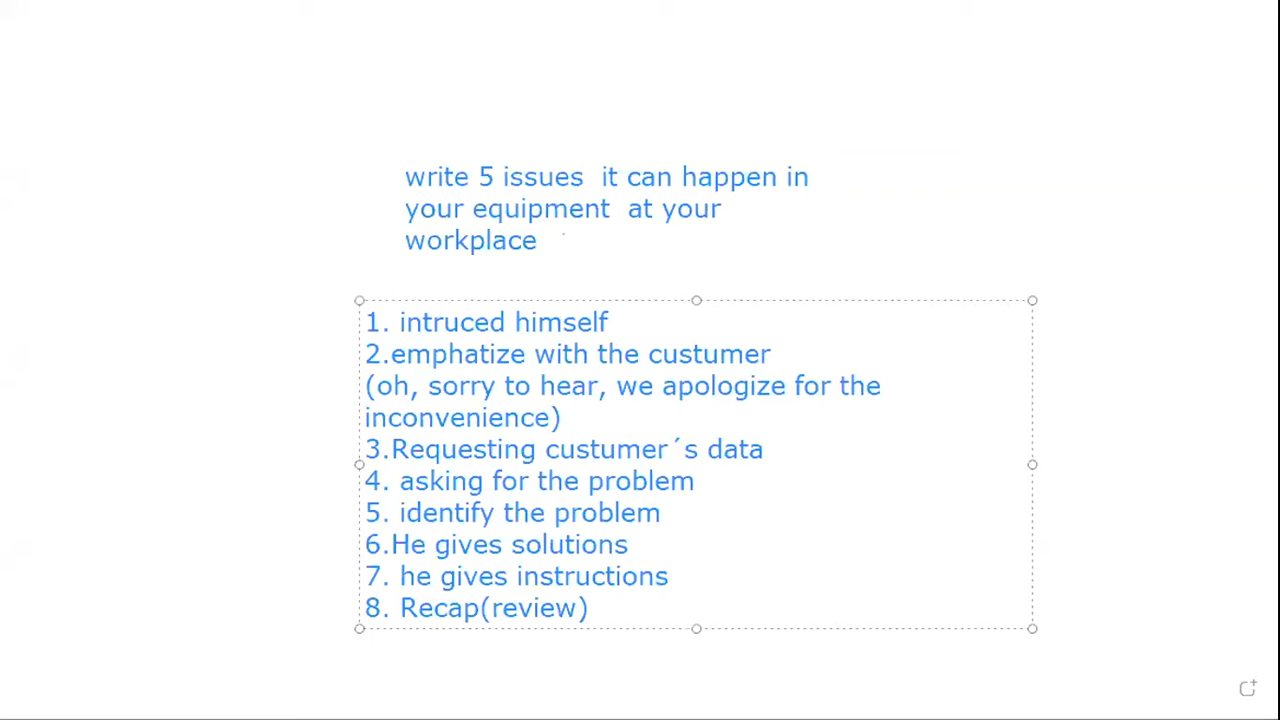 write 5 issues  it can happen in
your equipment  at your
workplace
1. intruced himself
2.emphatize with the custumer
(oh, sorry to hear, we apologize for the
inconvenience)
3.Requesting custumer´s data
4. asking for the problem
5. identify the problem
6.He gives solutions
7. he gives instructions
8. Recap(review)